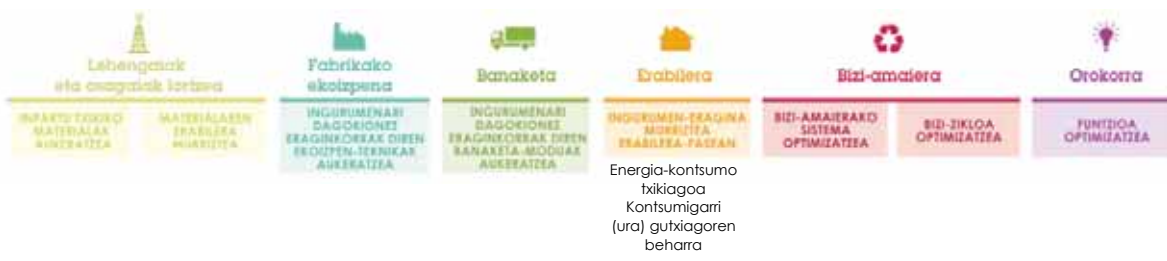 Lehengaiak
eta osagaiak lortzea
Fabrikako
ekoizpena
Banaketa
Erabilera
Bizi-amaiera
Orokorra
INPAKTU TXIKIKO
MATERIALAK
AUKERATZEA
MATERIALAREN
ERABILERA
MURRIZTEA
INGURUMENARI
DAGOKIONEZ
ERAGINKORRAK DIREN
EKOIZPEN-TEKNIKAK
AUKERATZEA
INGURUMENARI
DAGOKIONEZ
ERAGINKORRAK DIREN
BANAKETA-MODUAK
AUKERATZEA
INGURUMEN-ERAGINA
MURRIZTEA
ERABILERA-FASEAN
BIZI-AMAIERAKO
SISTEMA
OPTIMIZATZEA
BIZI-ZIKLOA
OPTIMIZATZEA
FUNTZIOA
OPTIMIZATZEA
Energia-kontsumo
txikiagoa
Kontsumigarri
(ura) gutxiagoren
beharra